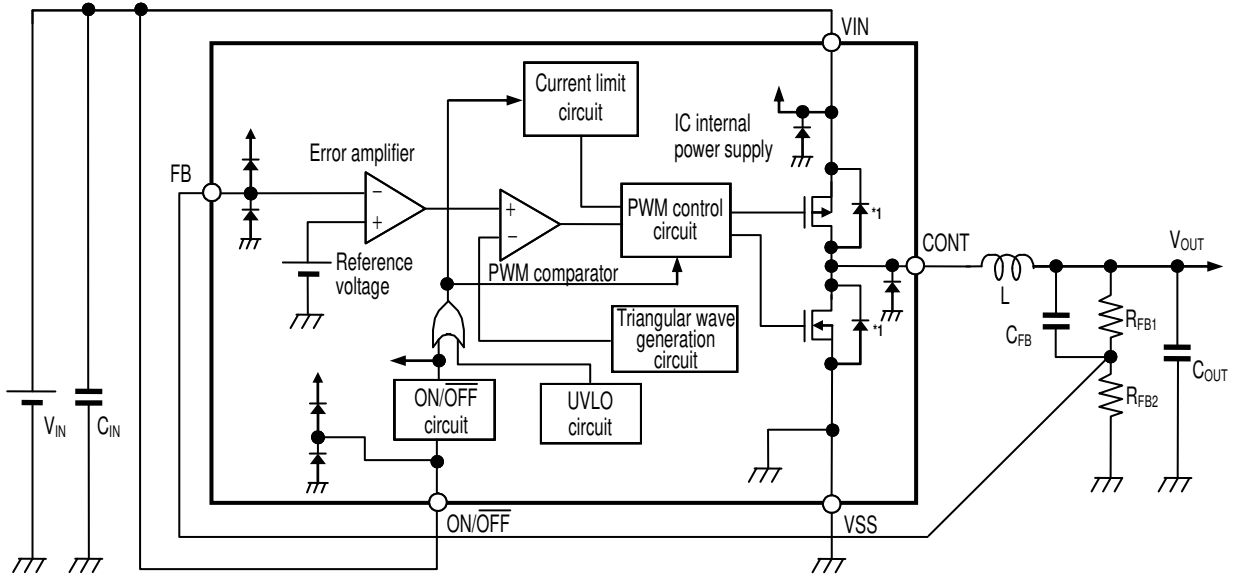 VIN
Current limit
circuit
IC internal
power supply
FB
Error amplifier
−
+
+
−
PWM control
circuit
*1
CONT
VOUT
Reference
voltage
PWM comparator
L
CFB
RFB1
Triangular wave
generation
circuit
*1
COUT
RFB2
ON/OFF
circuit
UVLO
circuit
VIN
CIN
ON/OFF
VSS